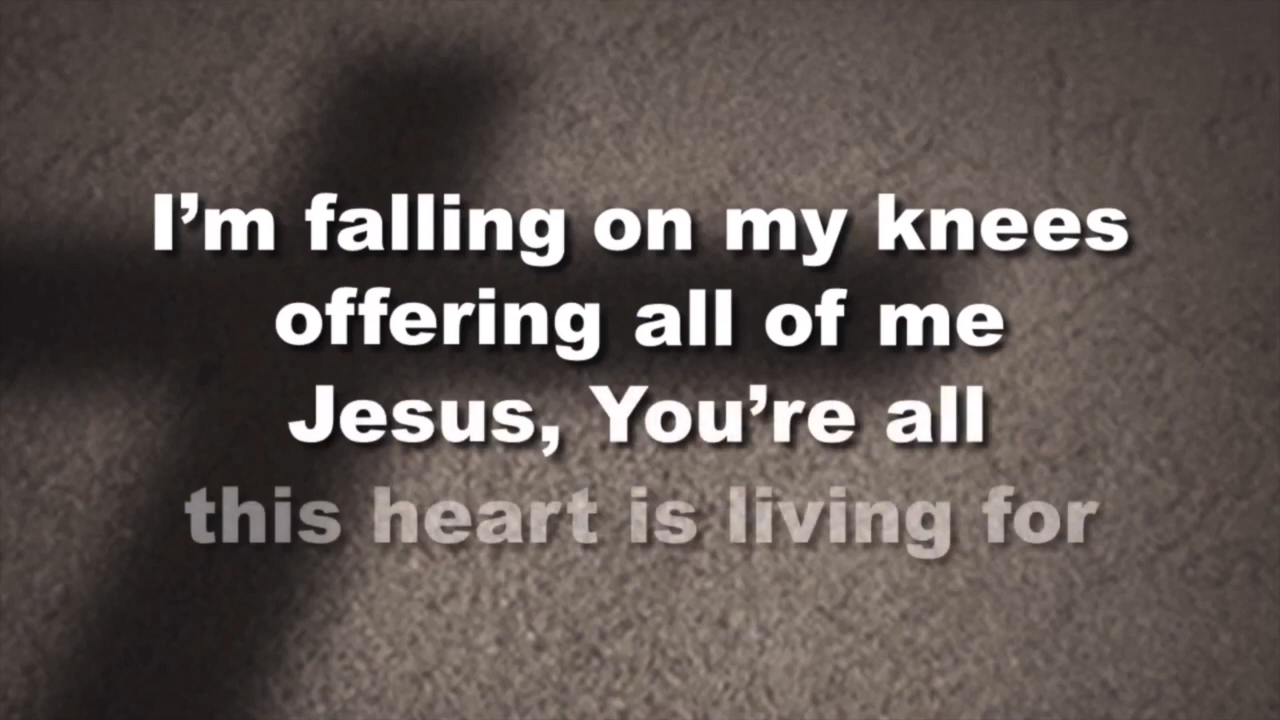 I’m falling on my knees
offering all of me
Jesus, You’re all
this heart is living for